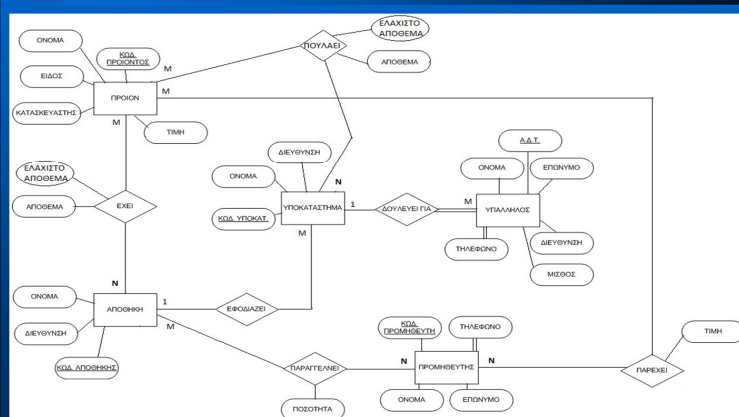 ΕΛΑΧΙΣΤΟ
ΑΠΟΘΕΜΑ
ΟΝΟΜΑ
ΚΩΔ.
ΠΡΟΙΟΝΤΟΣ
ΠΟΥΛΑΕΙ
ΑΠΟΘΕΜΑ
M
ΕΙΔΟΣ
ΠΡΟΙΟΝ
M
ΚΑΤΑΣΚΕΥΑΣΤΗΣ
M
ΤΙΜΗ
Α.Δ.Τ.
ΔΙΕΥΘΥΝΣΗ
ΕΛΑΧΙΣΤΟ
ΑΠΟΘΕΜΑ
ΟΝΟΜΑ
ΟΝΟΜΑ
ΕΠΩΝΥΜΟ
N
ΑΠΟΘΕΜΑ
ΕΧΕΙ
ΚΩΔ. ΥΠΟΚΑΤ.
ΥΠΟΚΑΤΑΣΤΗΜΑ
1
ΔΟΥΛΕΥΕΙ ΓΙΑ
M
ΥΠΑΛΛΗΛΟΣ
M
ΤΗΛΕΦΩΝΟ
ΔΙΕΥΘΥΝΣΗ
ΜΙΣΘΟΣ
N
ΟΝΟΜΑ
ΑΠΟΘΗΚΗ
1
ΕΦΟΔΙΑΖΕΙ
M
ΔΙΕΥΘΥΝΣΗ
ΚΩΔ.
ΠΡΟΜΗΘΕΥΤΗ
ΤΗΛΕΦΩΝΟ
ΤΙΜΗ
ΚΩΔ. ΑΠΟΘΗΚΗΣ
ΠΑΡΑΓΓΕΛΝΕΙ
N
ΠΡΟΜΗΘΕΥΤΗΣ
N
ΠΑΡΕΧΕΙ
ΠΟΣΟΤΗΤΑ
ΟΝΟΜΑ
ΕΠΩΝΥΜΟ